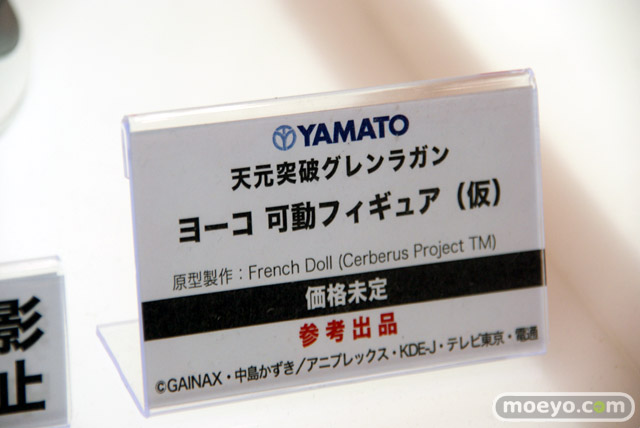 YAMATO
天元突破グレンラガン
ヨーコ 可動フィギュア（仮）
原型製作：French Doll (Cerberus Project TM)
価格未定
参考出品
©GAINAX・中島かずき／アニプレックス・KDE-J・テレビ東京・電通
影
止
moeyo.com